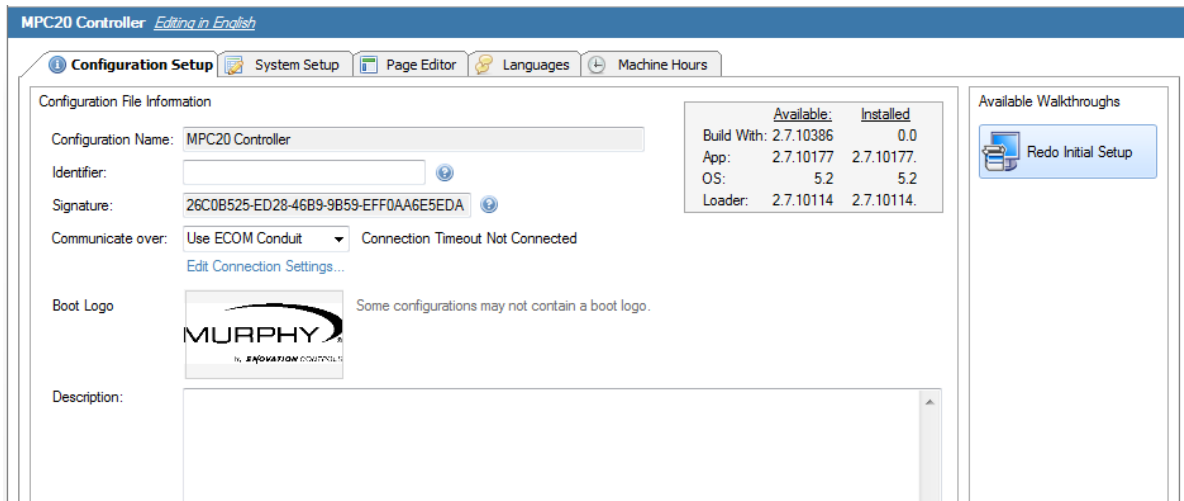 MPC20 Controller Editing in English
Configuration Setup System Setup Page Editor Languages Machine Hours
Configuration File Information
Available: Installed
Build With: 2.7.10386 0.0
App: 2.7.10177 2.7.10177.
OS: 5.2 5.2
Loader: 2.7.10114 2.7.10114.
Configuration Name: MPC20 Controller
Identifier:
Signature: 26C0B525-ED28-46B9-9B59-EFF0AA6E5EDA
Communicate over: Use ECOM Conduit Connection Timeout Not Connected
Edit Connection Settings...
Boot Logo Some configurations may not contain a boot logo.
MURPHY
by ENOVATION CONTROLS
Description:
Available Walkthroughs
Redo Initial Setup